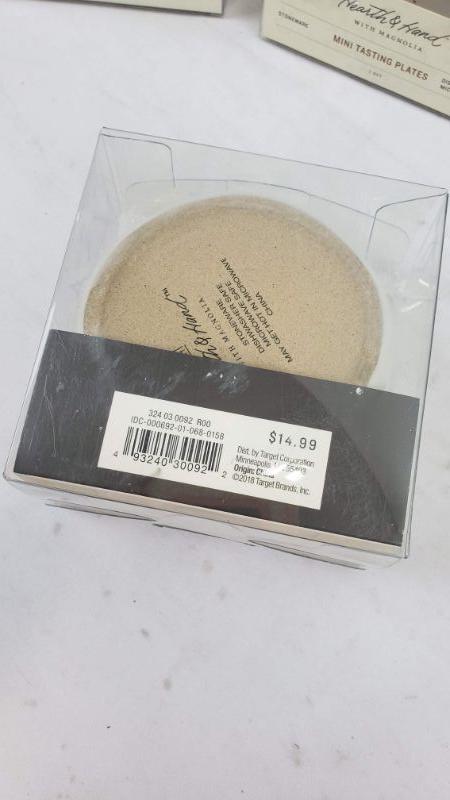 Hearth & Hand
WITH MAGNOLIA
STONEWARE
MINI TASTING PLATES
& Hand™
MAGNOLIA
STONEWARE
DISHWASHER SAFE
MICROWAVE SAFE
MAY GET HOT IN MICROWAVE
CHINA
324 03 0092 R00
IDC-000692-01-068-0158
4 93240 30092 2
$14.99
Dist. by Target Corporation
Minneapolis,
Origin:
©2018 Target Brands, Inc.